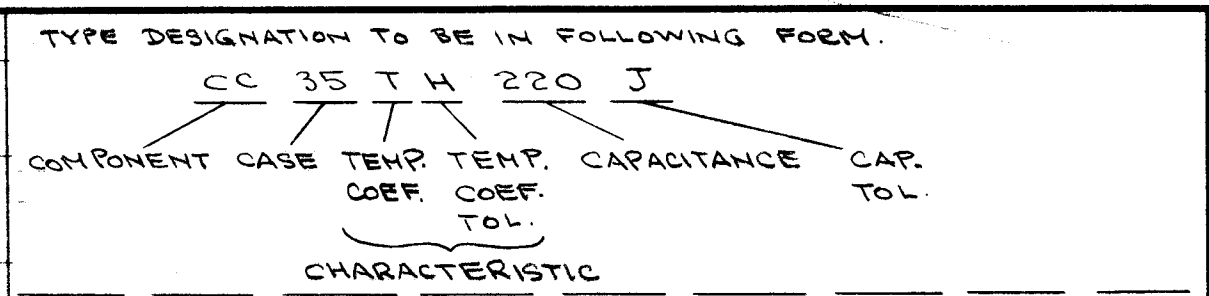 TYPE DESIGNATION TO BE IN FOLLOWING FORM.
CC 35 T H 220 J
COMPONENT CASE TEMP. TEMP. CAPACITANCE CAP.
COEF. COEF. TOL.
TOL.
CHARACTERISTIC